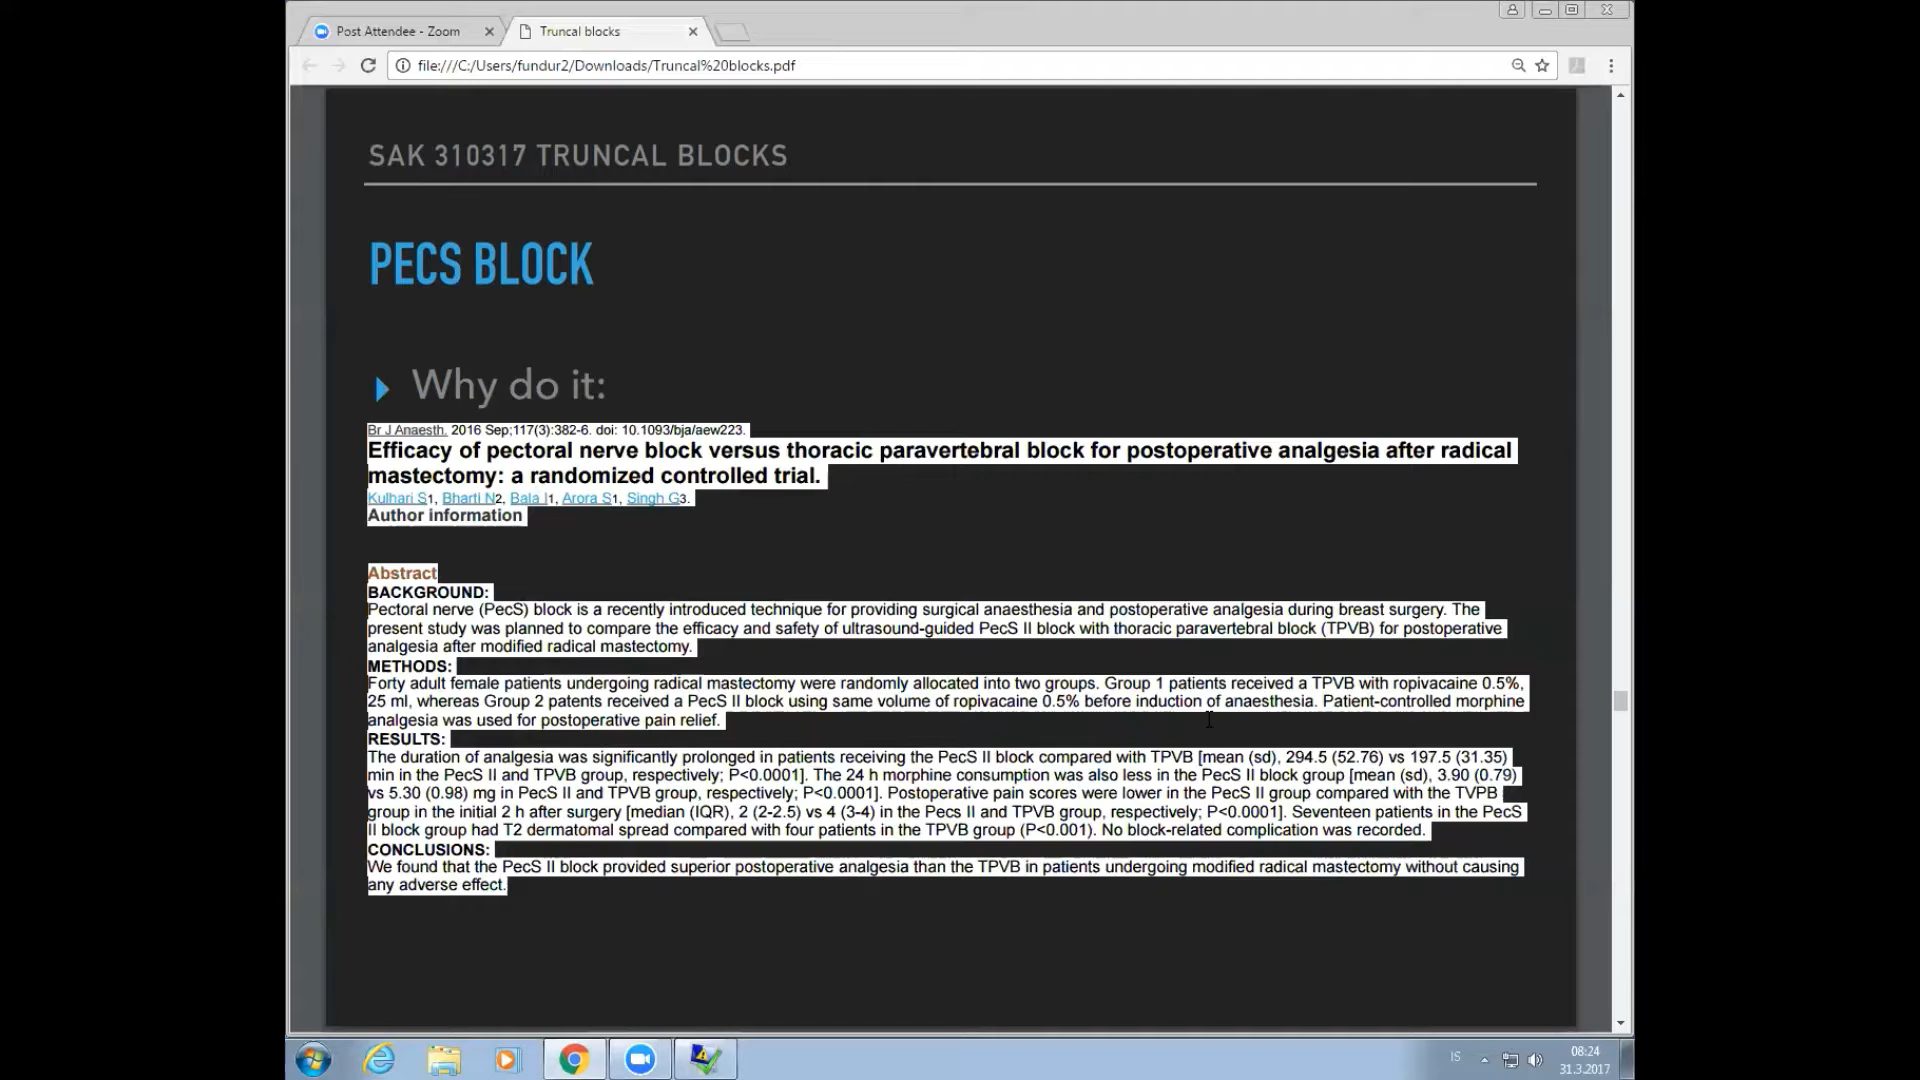 Post Attendee - Zoom
Truncal blocks
file:///C:/Users/fundur2/Downloads/Truncal%20blocks.pdf
SAK 310317 TRUNCAL BLOCKS
PECS BLOCK
Why do it:
Br J Anaesth. 2016 Sep;117(3):382-6. doi: 10.1093/bja/aew223.
Efficacy of pectoral nerve block versus thoracic paravertebral block for postoperative analgesia after radical
mastectomy: a randomized controlled trial.
Kulhari S1, Bharti N2, Bala I1, Arora S1, Singh G3.
Author information
Abstract
BACKGROUND:
Pectoral nerve (PecS) block is a recently introduced technique for providing surgical anaesthesia and postoperative analgesia during breast surgery. The
present study was planned to compare the efficacy and safety of ultrasound-guided PecS II block with thoracic paravertebral block (TPVB) for postoperative
analgesia after modified radical mastectomy.
METHODS:
Forty adult female patients undergoing radical mastectomy were randomly allocated into two groups. Group 1 patients received a TPVB with ropivacaine 0.5%,
25 ml, whereas Group 2 patents received a PecS II block using same volume of ropivacaine 0.5% before induction of anaesthesia. Patient-controlled morphine
analgesia was used for postoperative pain relief.
RESULTS:
The duration of analgesia was significantly prolonged in patients receiving the PecS II block compared with TPVB [mean (sd), 294.5 (52.76) vs 197.5 (31.35)
min in the PecS II and TPVB group, respectively; P<0.0001]. The 24 h morphine consumption was also less in the PecS II block group [mean (sd), 3.90 (0.79)
vs 5.30 (0.98) mg in PecS II and TPVB group, respectively; P<0.0001]. Postoperative pain scores were lower in the PecS II group compared with the TVPB
group in the initial 2 h after surgery [median (IQR), 2 (2-2.5) vs 4 (3-4) in the Pecs II and TPVB group, respectively; P<0.0001]. Seventeen patients in the PecS
II block group had T2 dermatomal spread compared with four patients in the TPVB group (P<0.001). No block-related complication was recorded.
CONCLUSIONS:
We found that the PecS II block provided superior postoperative analgesia than the TPVB in patients undergoing modified radical mastectomy without causing
any adverse effect.
IS
08:24
31.3.2017